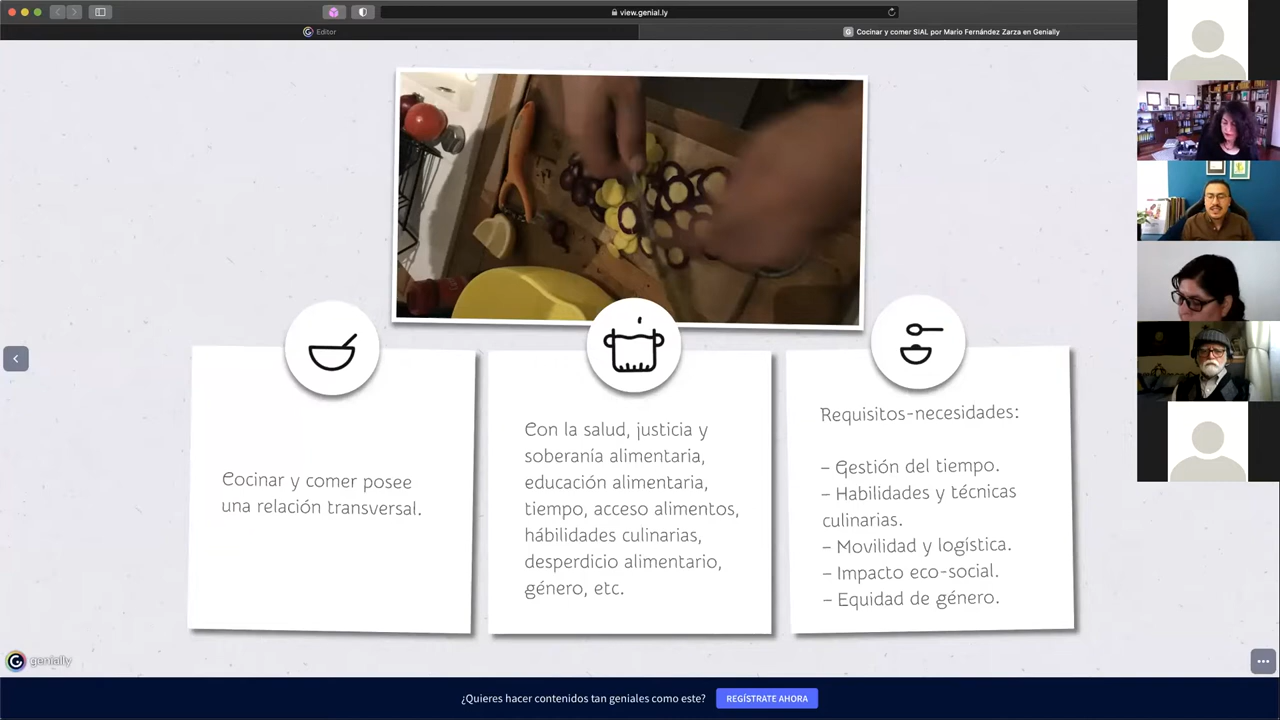 view.genial.ly
Editor
G Cocinar y comer SIAL por Mario Fernández Zarza en Genially
Cocinar y comer posee
una relación transversal.
Con la salud, justicia y
soberanía alimentaria,
educación alimentaria,
tiempo, acceso alimentos,
hábilidades culinarias,
desperdicio alimentario,
género, etc.
Requisitos-necesidades:
- Gestión del tiempo.
- Habilidades y técnicas
culinarias.
- Movilidad y logística.
- Impacto eco-social.
- Equidad de género.
genially
¿Quieres hacer contenidos tan geniales como este?
REGÍSTRATE AHORA